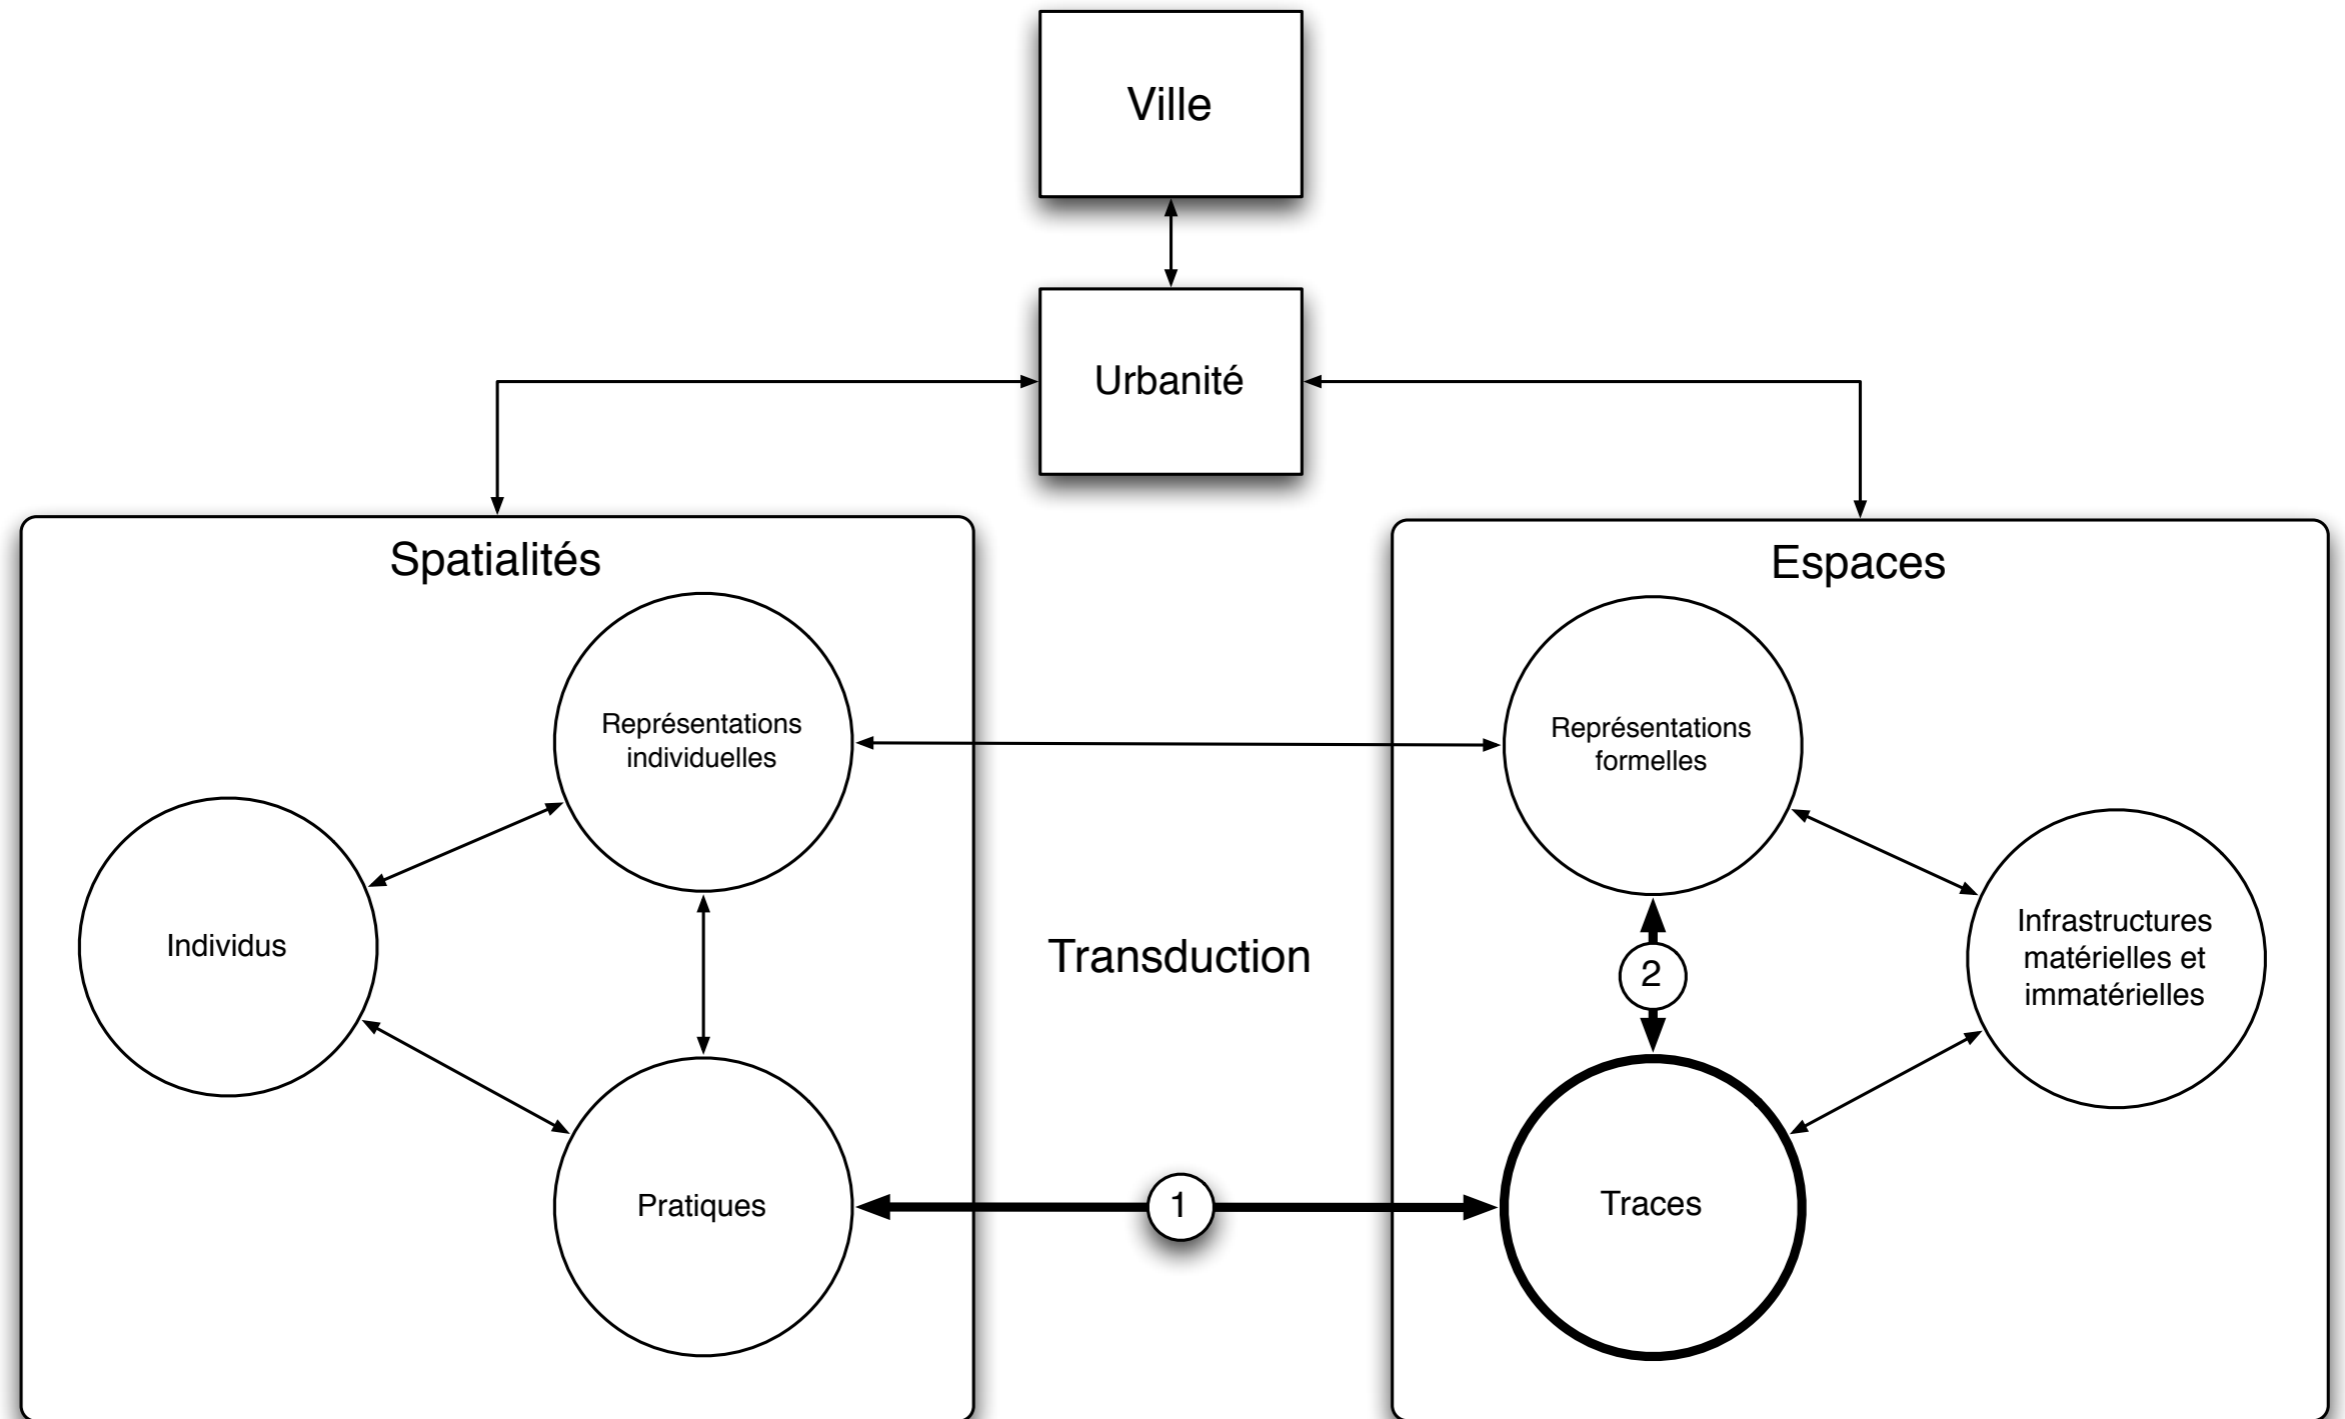 Ville
Urbanité
Spatialités
Espaces
Représentations
individuelles
Représentations
formelles
Individus
Transduction
2
Infrastructures
matérielles et
immatérielles
Pratiques
1
Traces